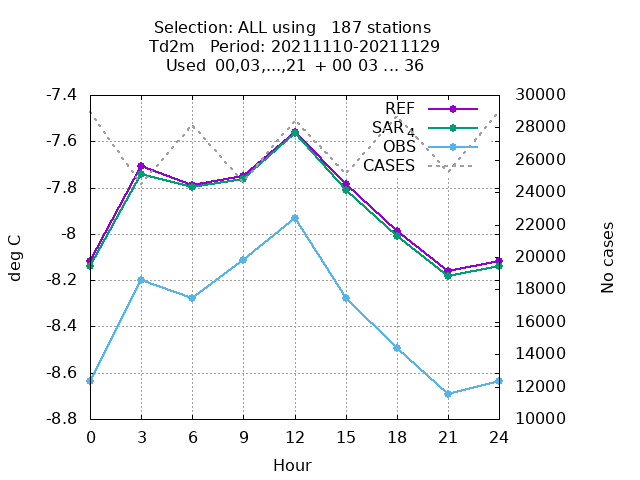 Selection: ALL using   187 stations
Td2m   Period: 20211110-20211129
Used  00,03,...,21  + 00 03 ... 36
-7.4
-7.6
-7.8
-8
-8.2
-8.4
-8.6
-8.8
deg C
REF
SAR4
OBS
CASES
30000
28000
26000
24000
22000
20000
18000
16000
14000
12000
10000
No cases
0 3 6 9 12 15 18 21 24
Hour